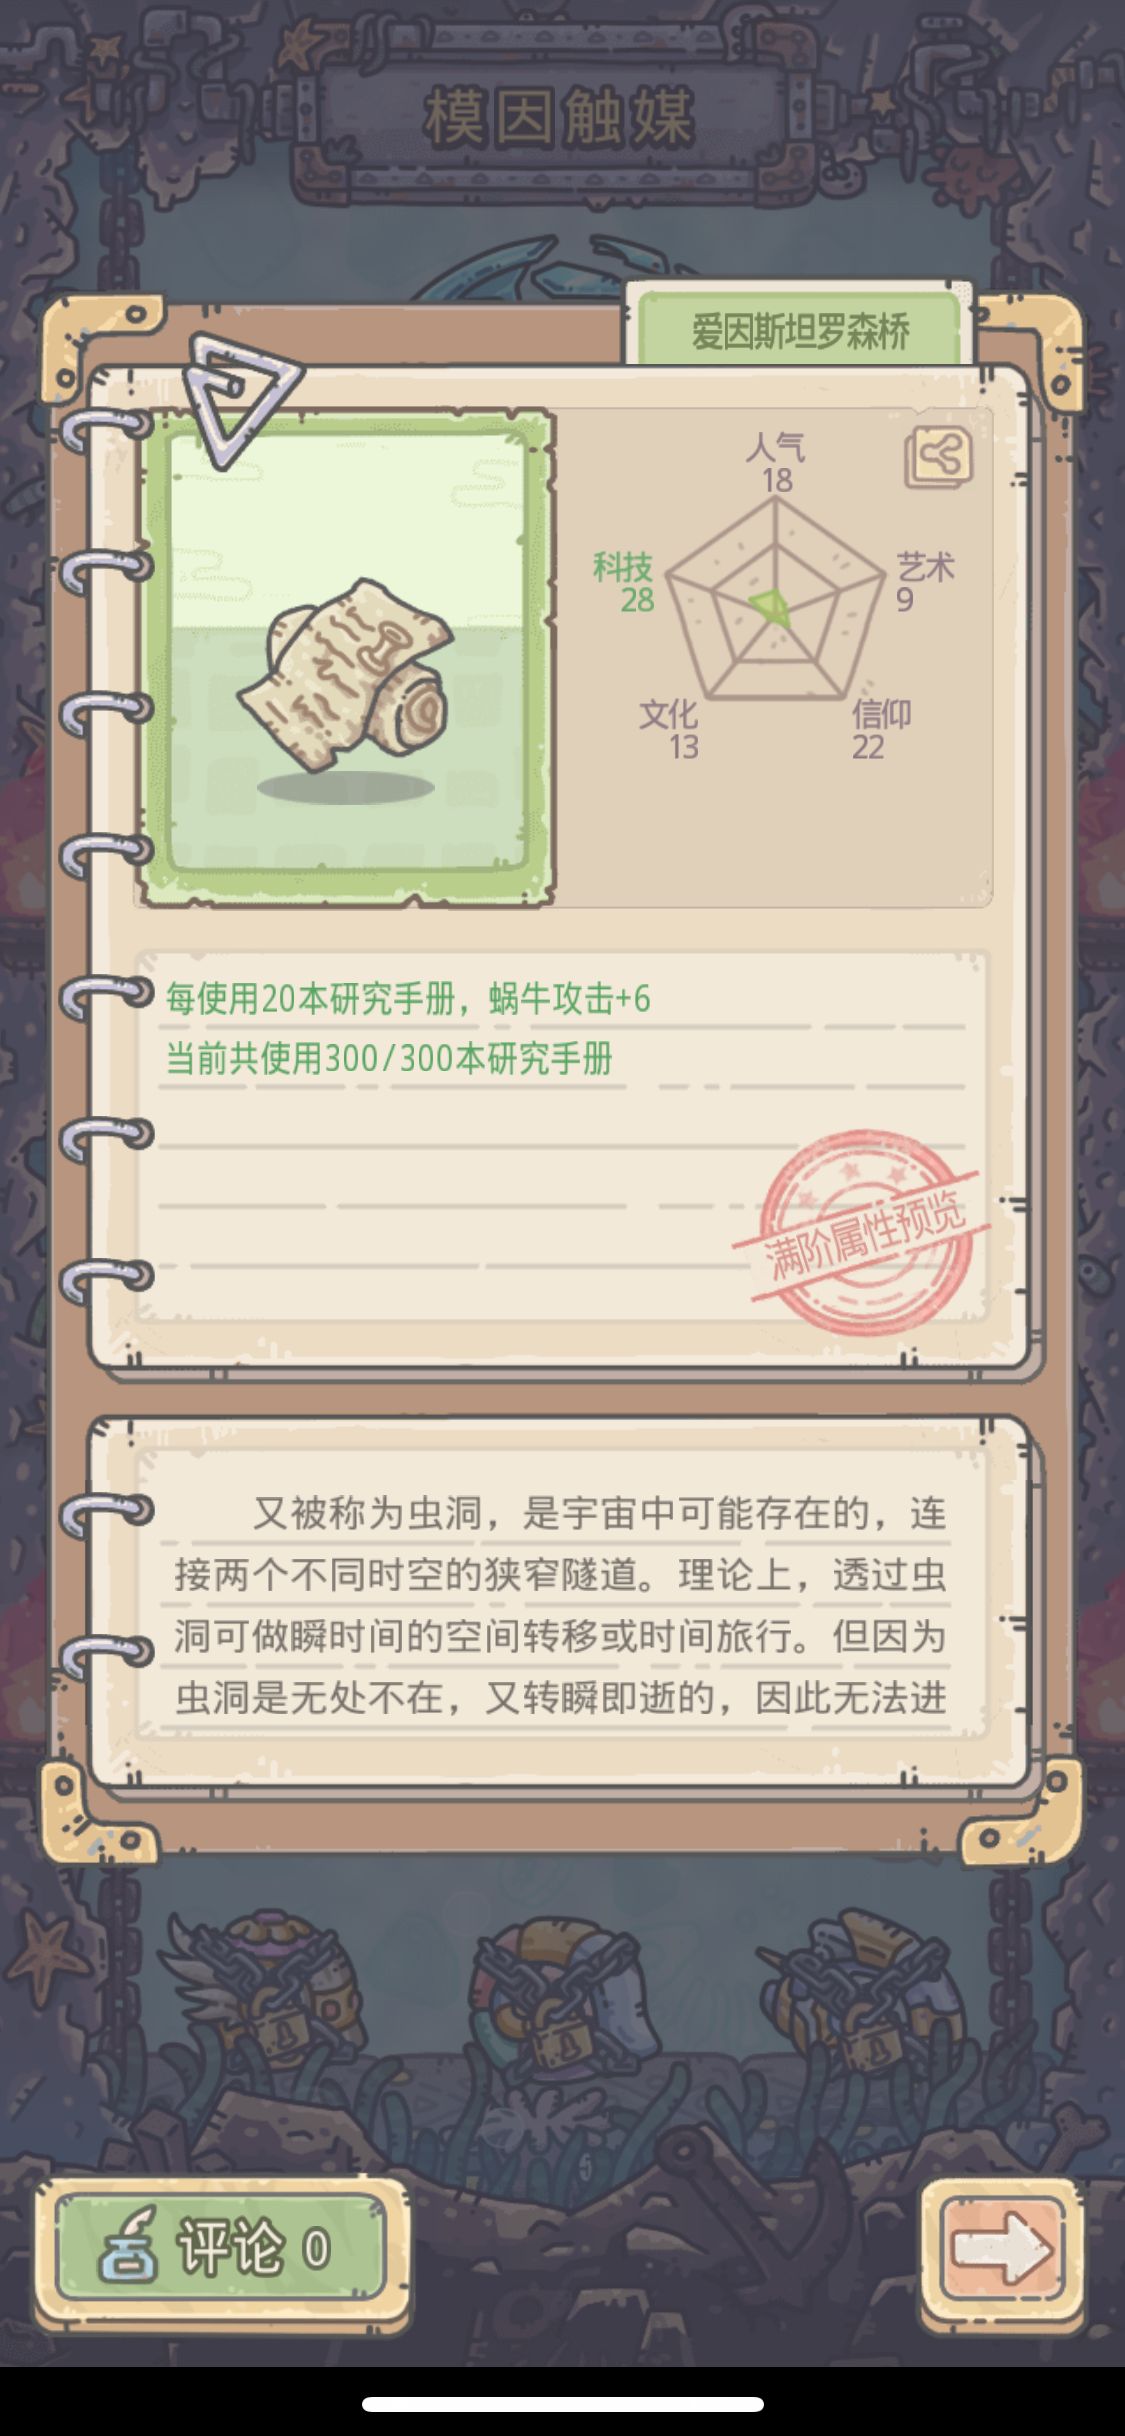 模因触媒
爱因斯坦罗森桥
人气
18
科技
28
艺术
9
文化
13
信仰
22
每使用20本研究手册，蜗牛攻击+6
当前共使用300/300本研究手册
满阶属性预览
又被称为虫洞，是宇宙中可能存在的，连
接两个不同时空的狭窄隧道。理论上，透过虫
洞可做瞬时间的空间转移或时间旅行。但因为
虫洞是无处不在，又转瞬即逝的，因此无法进
评论 0